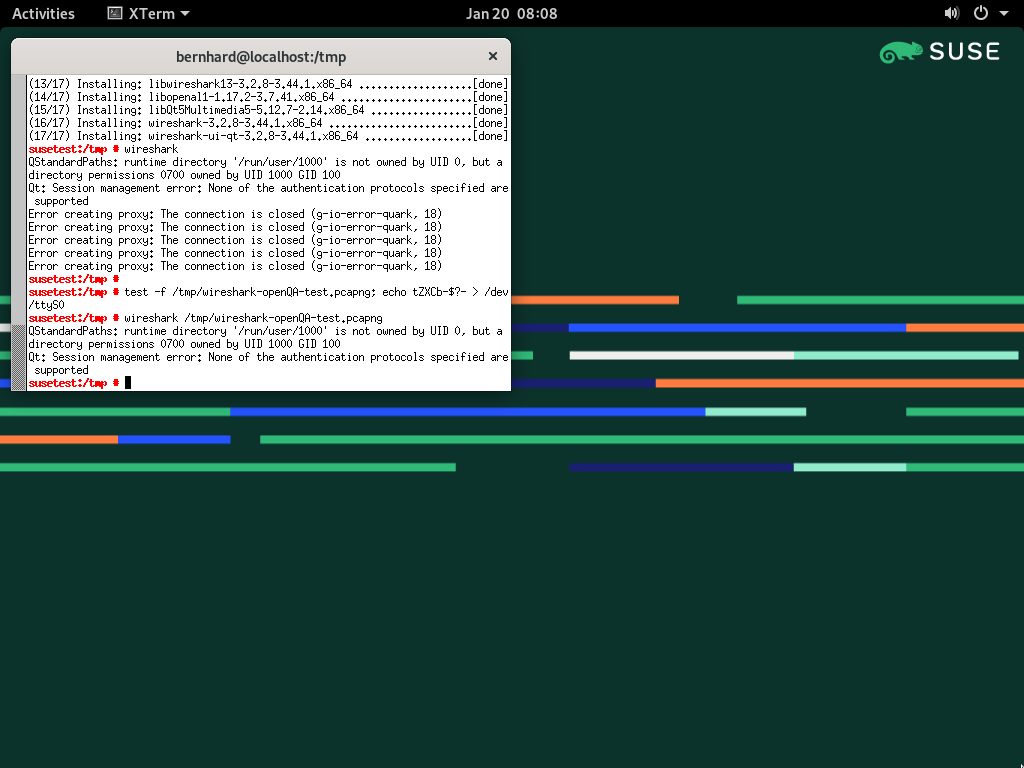 Activities XTerm Jan 20 08:08
SUSE
bernhard@localhost:/tmp
(13/17) Installing: libwireshark13-3.2.8-3.44.1.x86_64 ...................[done]
(14/17) Installing: libopenal1-1.17.2-3.7.41.x86_64 ......................[done]
(15/17) Installing: libQt5Multimedia5-5.12.7-2.14.x86_64 .................[done]
(16/17) Installing: wireshark-3.2.8-3.44.1.x86_64 ........................[done]
(17/17) Installing: wireshark-ui-qt-3.2.8-3.44.1.x86_64 ..................[done]
susetest:/tmp # wireshark
QStandardPaths: runtime directory '/run/user/1000' is not owned by UID 0, but a
directory permissions 0700 owned by UID 1000 GID 100
Qt: Session management error: None of the authentication protocols specified are
supported
Error creating proxy: The connection is closed (g-io-error-quark, 18)
Error creating proxy: The connection is closed (g-io-error-quark, 18)
Error creating proxy: The connection is closed (g-io-error-quark, 18)
Error creating proxy: The connection is closed (g-io-error-quark, 18)
Error creating proxy: The connection is closed (g-io-error-quark, 18)
susetest:/tmp #
susetest:/tmp # test -f /tmp/wireshark-openQA-test.pcapng; echo tZXCb-$?- > /dev
/ttyS0
susetest:/tmp # wireshark /tmp/wireshark-openQA-test.pcapng
QStandardPaths: runtime directory '/run/user/1000' is not owned by UID 0, but a
directory permissions 0700 owned by UID 1000 GID 100
Qt: Session management error: None of the authentication protocols specified are
supported
susetest:/tmp #